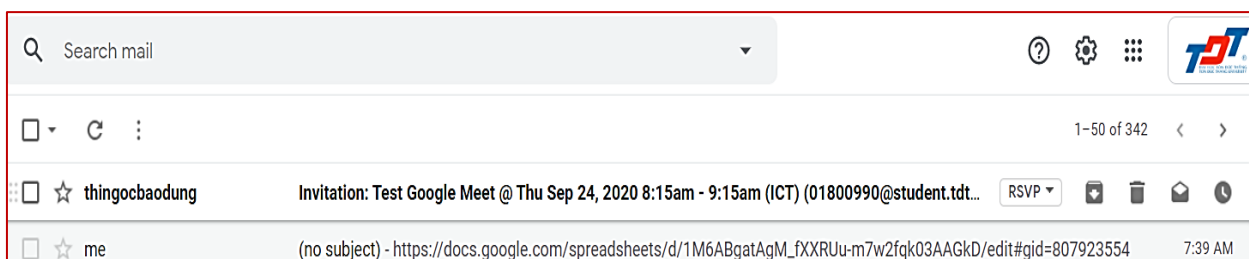 Search mail
TDT
1–50 of 342
thingocbaodung Invitation: Test Google Meet @ Thu Sep 24, 2020 8:15am - 9:15am (ICT) (01800990@student.tdt... RSVP
me (no subject) - https://docs.google.com/spreadsheets/d/1M6ABgatAgM_fXXRUu-m7w2fqk03AAGkD/edit#gid=807923554 7:39 AM